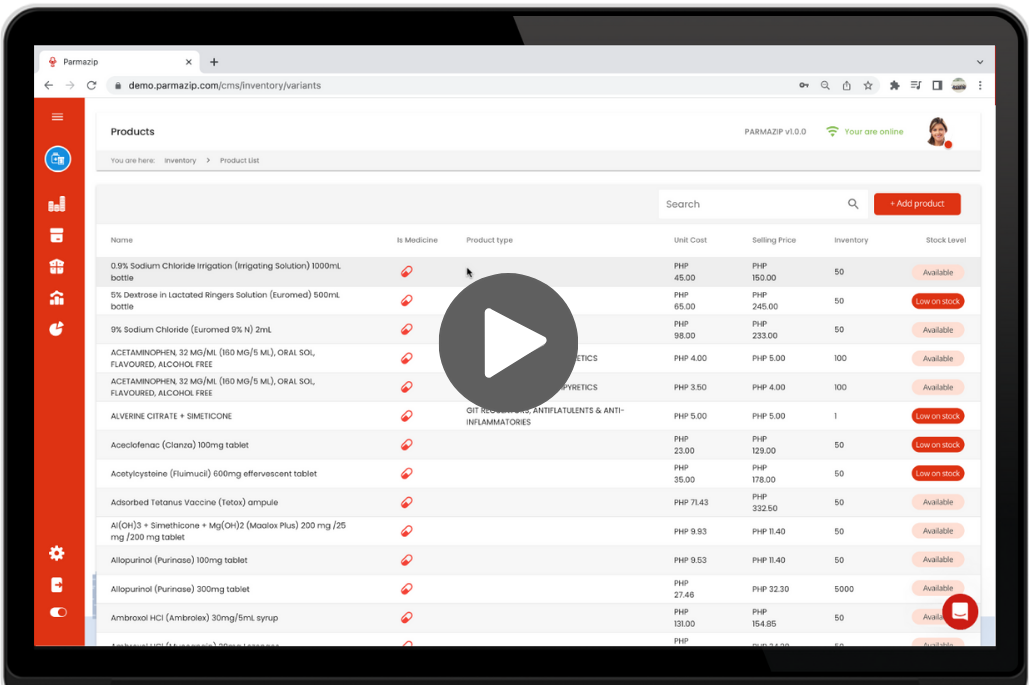 Parmazip
demo.parmazip.com/cms/inventory/variants
Products
PARMAZIP v1.0.0
Your are online
You are here: Inventory > Product List
Search
+ Add product
Name Is Medicine Product type Unit Cost Selling Price Inventory Stock Level
0.9% Sodium Chloride Irrigation (Irrigating Solution) 1000mL
bottle
PHP
45.00
PHP
150.00
50
Available
5% Dextrose in Lactated Ringers Solution (Euromed) 500mL
bottle
PHP
65.00
PHP
245.00
50
Low on stock
9% Sodium Chloride (Euromed 9% N) 2mL
PHP
98.00
PHP
233.00
50
Available
ACETAMINOPHEN, 32 MG/ML (160 MG/5 ML), ORAL SOL,
FLAVOURED, ALCOHOL FREE
PHP 4.00
PHP 5.00
100
Available
ACETAMINOPHEN, 32 MG/ML (160 MG/5 ML), ORAL SOL,
FLAVOURED, ALCOHOL FREE
PHP 3.50
PHP 4.00
100
Available
ALVERINE CITRATE + SIMETICONE
GIT ANTIFLATULENTS & ANTI-
INFLAMMATORIES
PHP 5.00
PHP 5.00
1
Low on stock
Aceclofenac (Clanza) 100mg tablet
PHP
23.00
PHP
129.00
50
Low on stock
Acetylcysteine (Fluimucil) 600mg effervescent tablet
PHP
35.00
PHP
178.00
50
Low on stock
Adsorbed Tetanus Vaccine (Tetox) ampule
PHP 71.43
PHP
332.50
50
Available
Al(OH)3 + Simethicone + Mg(OH)2 (Maalox Plus) 200 mg /25
mg /200 mg tablet
PHP 9.93
PHP 11.40
50
Available
Allopurinol (Purinase) 100mg tablet
PHP 9.53
PHP 11.40
50
Available
Allopurinol (Purinase) 300mg tablet
PHP
27.46
PHP 32.30
5000
Available
Ambroxol HCl (Ambrolex) 30mg/5mL syrup
PHP
131.00
PHP
154.85
50
PHP